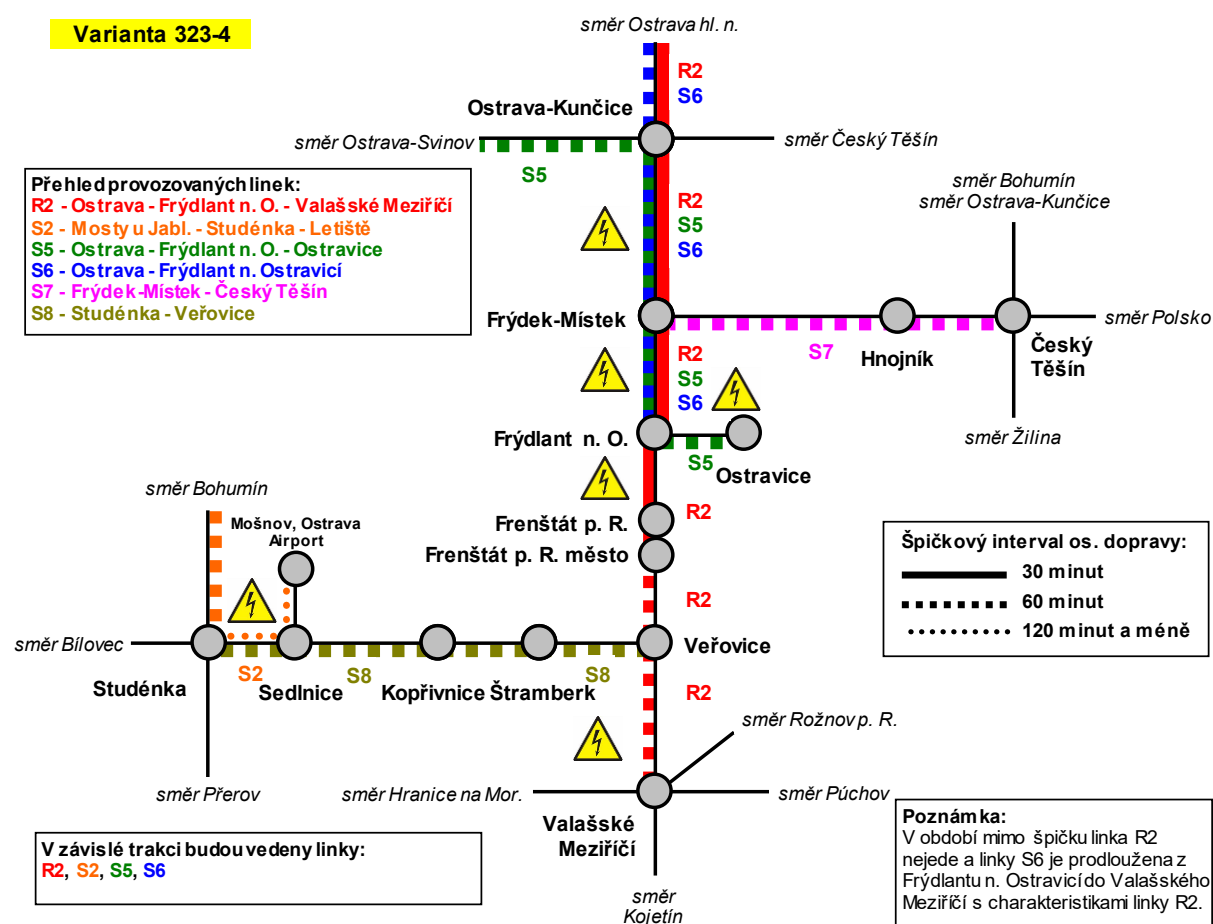 Varianta 323-4
směr Ostrava hl. n.
R2
S6
Ostrava-Kunčice
směr Ostrava-Svinov
směr Český Těšín
S5
Přehled provozovaných linek:
R2 - Ostrava - Frýdlant n. O. - Valašské Meziříčí
S2 - Mosty u Jabl. - Studénka - Letiště
S5 - Ostrava - Frýdlant n. O. - Ostravice
S6 - Ostrava - Frýdlant n. Ostravicí
S7 - Frýdek-Místek - Český Těšín
S8 - Studénka - Veřovice
R2
S5
S6
směr Bohumín
směr Ostrava-Kunčice
Frýdek-Místek
směr Polsko
S7
Hnojník
Český
Těšín
R2
S5
S6
směr Žilina
Frýdlant n. O.
S5
Ostravice
směr Bohumín
Mošnov, Ostrava
Airport
Frenštát p. R.
R2
Frenštát p. R. město
R2
Špičkový interval os. dopravy:
30 minut
60 minut
120 minut a méně
směr Bílovec
Veřovice
Studénka
S2
Sedlnice
S8
Kopřivnice
Štramberk
S8
R2
směr Rožnov p. R.
směr Přerov
směr Hranice na Mor.
směr Púchov
Valašské
Meziříčí
směr
Kojetín
V závislé trakci budou vedeny linky:
R2, S2, S5, S6
Poznámka:
V období mimo špičku linka R2
nejede a linky S6 je prodloužena z
Frýdlantu n. Ostravicí do Valašského
Meziříčí s charakteristikami linky R2.